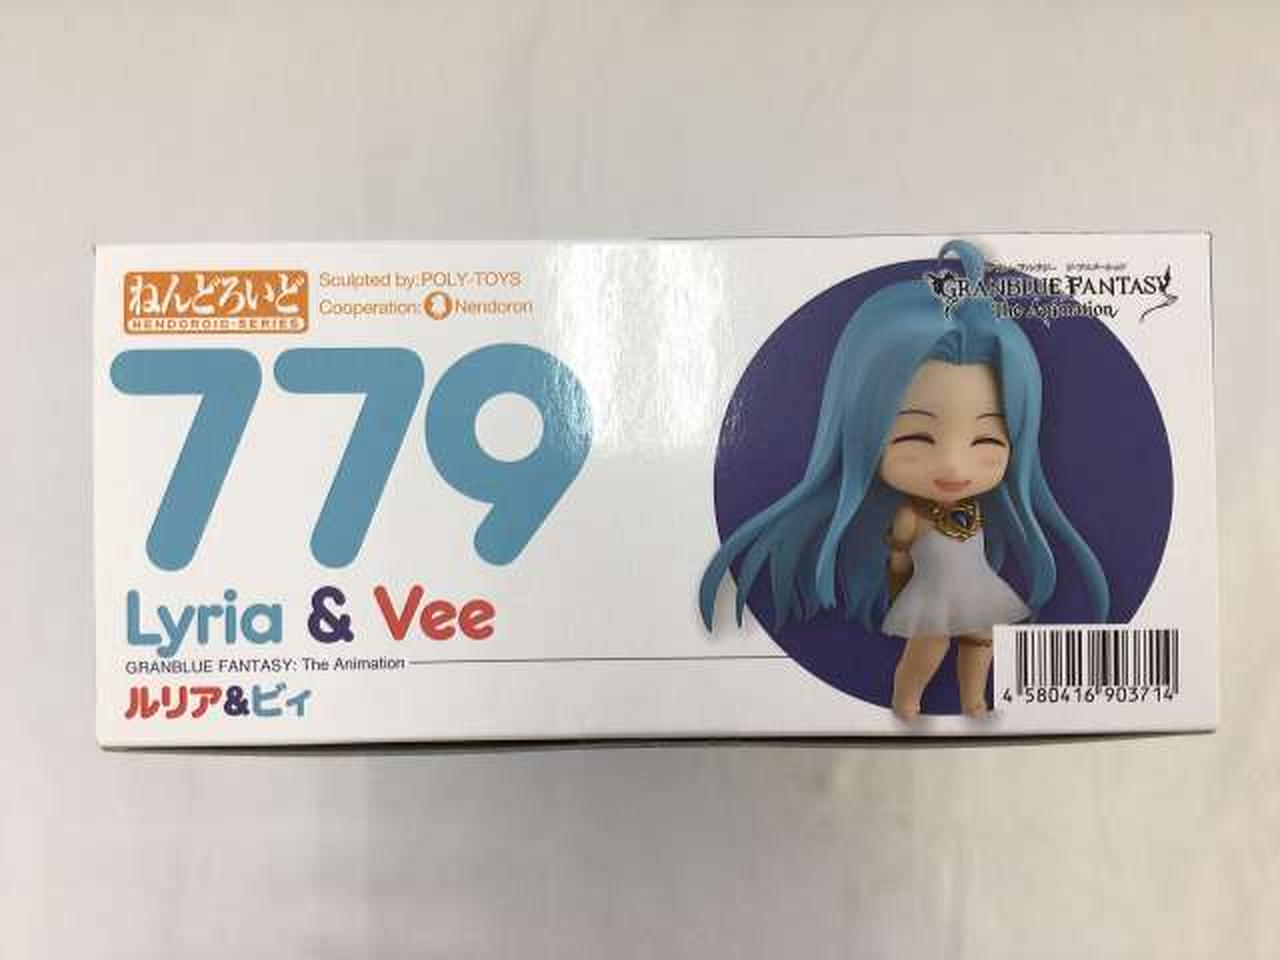 ねんどろいど
NENDOROID·SERIES
Sculpted by:POLY-TOYS
Cooperation: Nendoron
779
Lyria & Vee
GRANBLUE FANTASY: The Animation
ルリア&ビィ
GRANBLUE FANTASY
The Animation
4 580416 903714